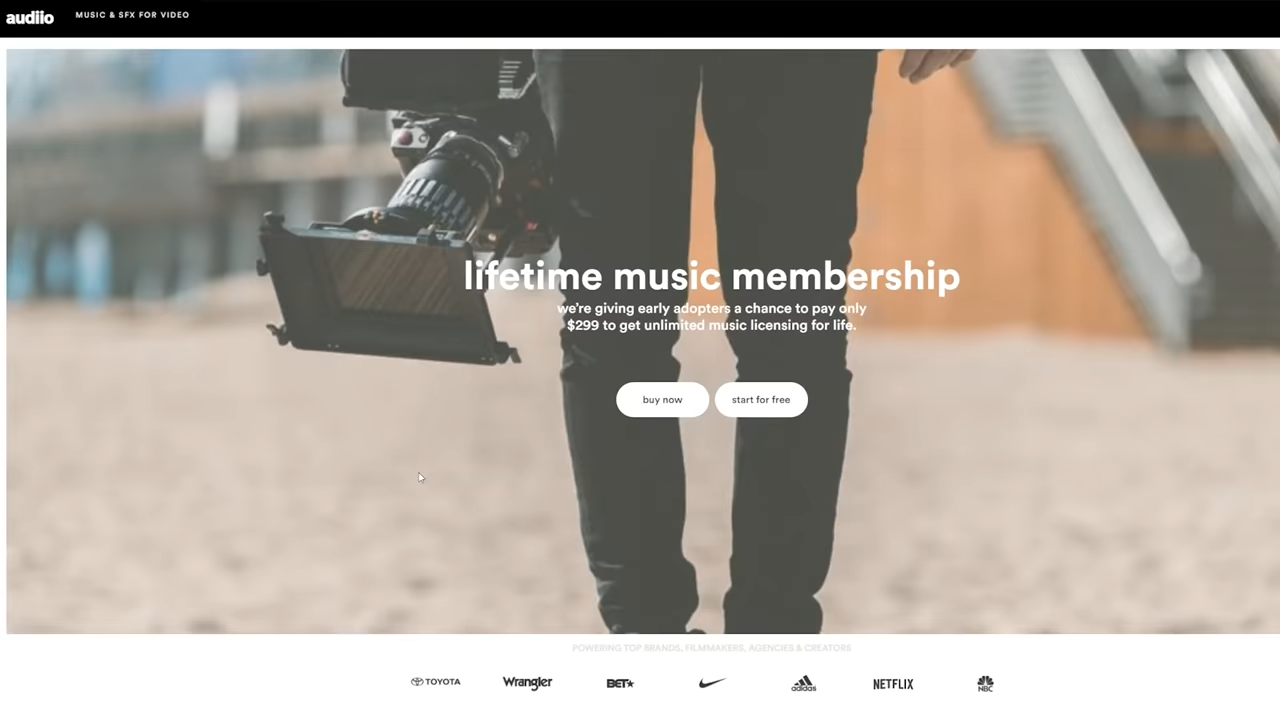 audiio
MUSIC & SFX FOR VIDEO
lifetime music membership
we're giving early adopters a chance to pay only
$299 to get unlimited music licensing for life.
buy now
start for free
POWERING TOP BRANDS, FILMMAKERS, AGENCIES & CREATORS
TOYOTA
Wrangler
BET
adidas
NETFLIX
NBC